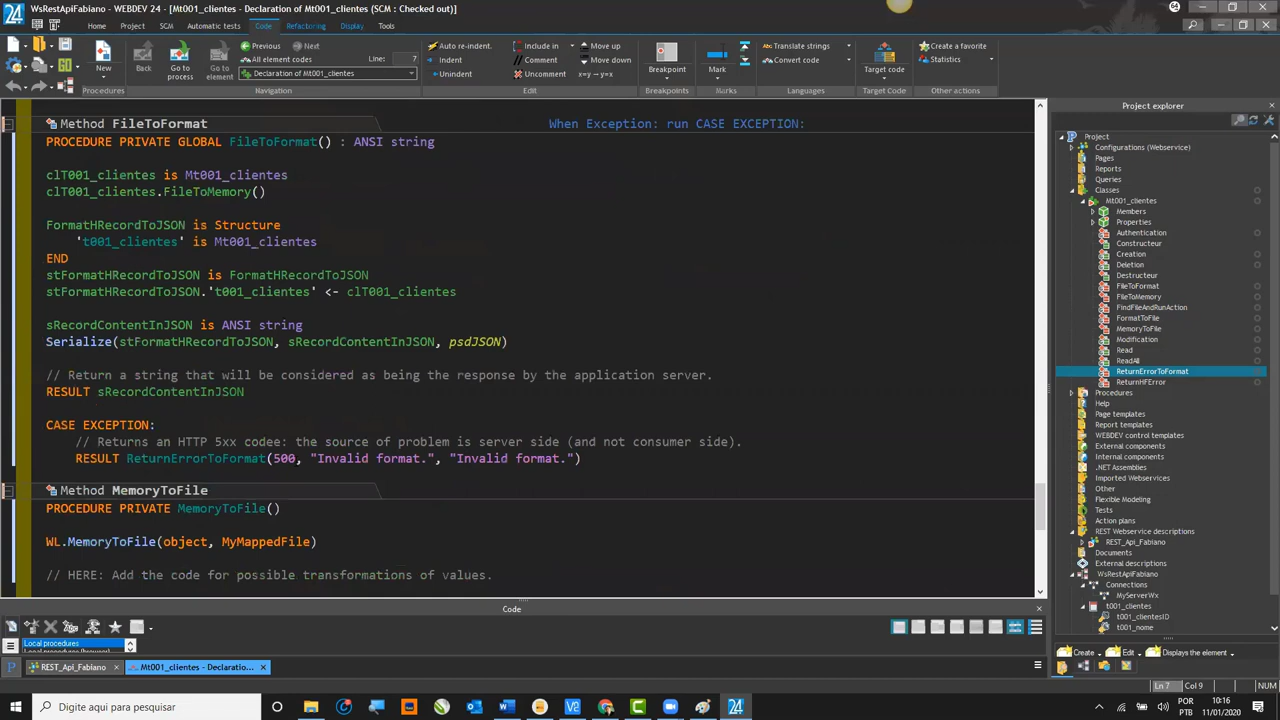 WsRestApiFabiano - WEBDEV 24 - Declaration of Mt001_clientes (SCM : Checked out)
Home Project SCM Automatic tests Code Refactoring Display Tools
New
Back
Go to process
Go to element
Previous Next
All element codes Line: 7
Declaration of Mt001_clientes
Auto re-indent.
Indent
Unindent
Include in
Comment
Uncomment
Move up
Move down
x=y→y=x
Breakpoint
Mark
Translate strings
Convert code
Target code
Create a favorite
Statistics
Procedures Navigation Edit Breakpoints Marks Languages Target Code Other actions
Method FileToFormat When Exception: run CASE EXCEPTION:
PROCEDURE PRIVATE GLOBAL FileToFormat() : ANSI string
clT001_clientes is Mt001_clientes
clT001_clientes.FileToMemory()
FormatHRecordToJSON is Structure
't001_clientes' is Mt001_clientes
END
stFormatHRecordToJSON is FormatHRecordToJSON
stFormatHRecordToJSON.'t001_clientes' <- clT001_clientes
sRecordContentInJSON is ANSI string
Serialize(stFormatHRecordToJSON, sRecordContentInJSON, psdJSON)
// Return a string that will be considered as being the response by the application server.
RESULT sRecordContentInJSON
CASE EXCEPTION:
// Returns an HTTP 5xx codee: the source of problem is server side (and not consumer side).
RESULT ReturnErrorToFormat(500, "Invalid format.", "Invalid format.")
Method MemoryToFile
PROCEDURE PRIVATE MemoryToFile()
WL.MemoryToFile(object, MyMappedFile)
// HERE: Add the code for possible transformations of values.
Code
Local procedures
REST_Api_Fabiano
Mt001_clientes - Declaratio...
Project explorer
Project
Configurations (Webservice)
Pages
Reports
Queries
Classes
Mt001_clientes
Members
Properties
Authentication
Constructeur
Creation
Deletion
Destructeur
FileToFormat
FileToMemory
FindFileAndRunAction
FormatToFile
MemoryToFile
Modification
Read
ReadAll
ReturnErrorToFormat
ReturnHFError
Procedures
Help
Page templates
Report templates
WEBDEV control templates
External components
Internal components
.NET Assemblies
Imported Webservices
Other
Flexible Modeling
Tests
Action plans
REST Webservice descriptions
REST_Api_Fabiano
Documents
External descriptions
WsRestApiFabiano
Connections
MyServerWx
t001_clientes
t001_clientesID
t001_nome
Create Edit Displays the element
Ln 7 Col 9 NUM
Digite aqui para pesquisar
24
POR
PTB
10:16
11/01/2020